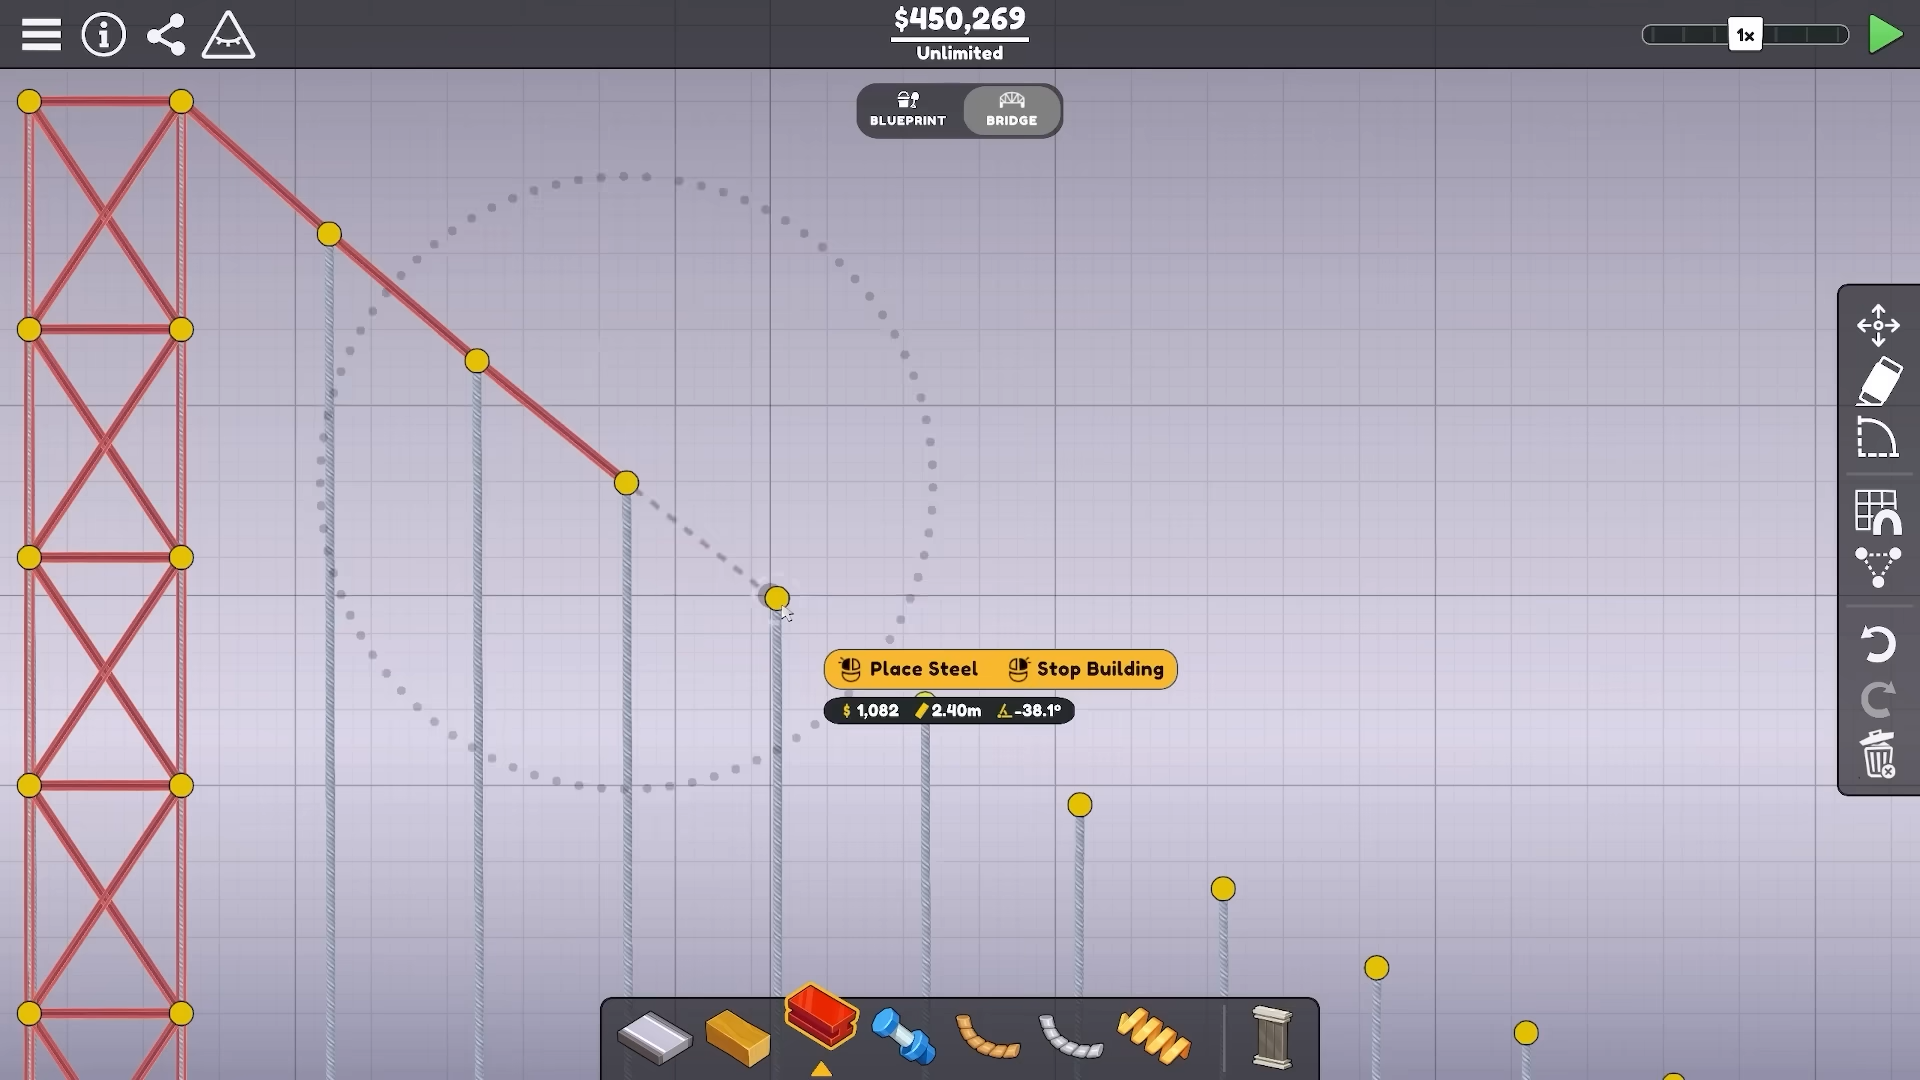 $450,269
Unlimited
1x
BLUEPRINT
BRIDGE
Place Steel
Stop Building
$ 1,082
2.40m
-38.1°